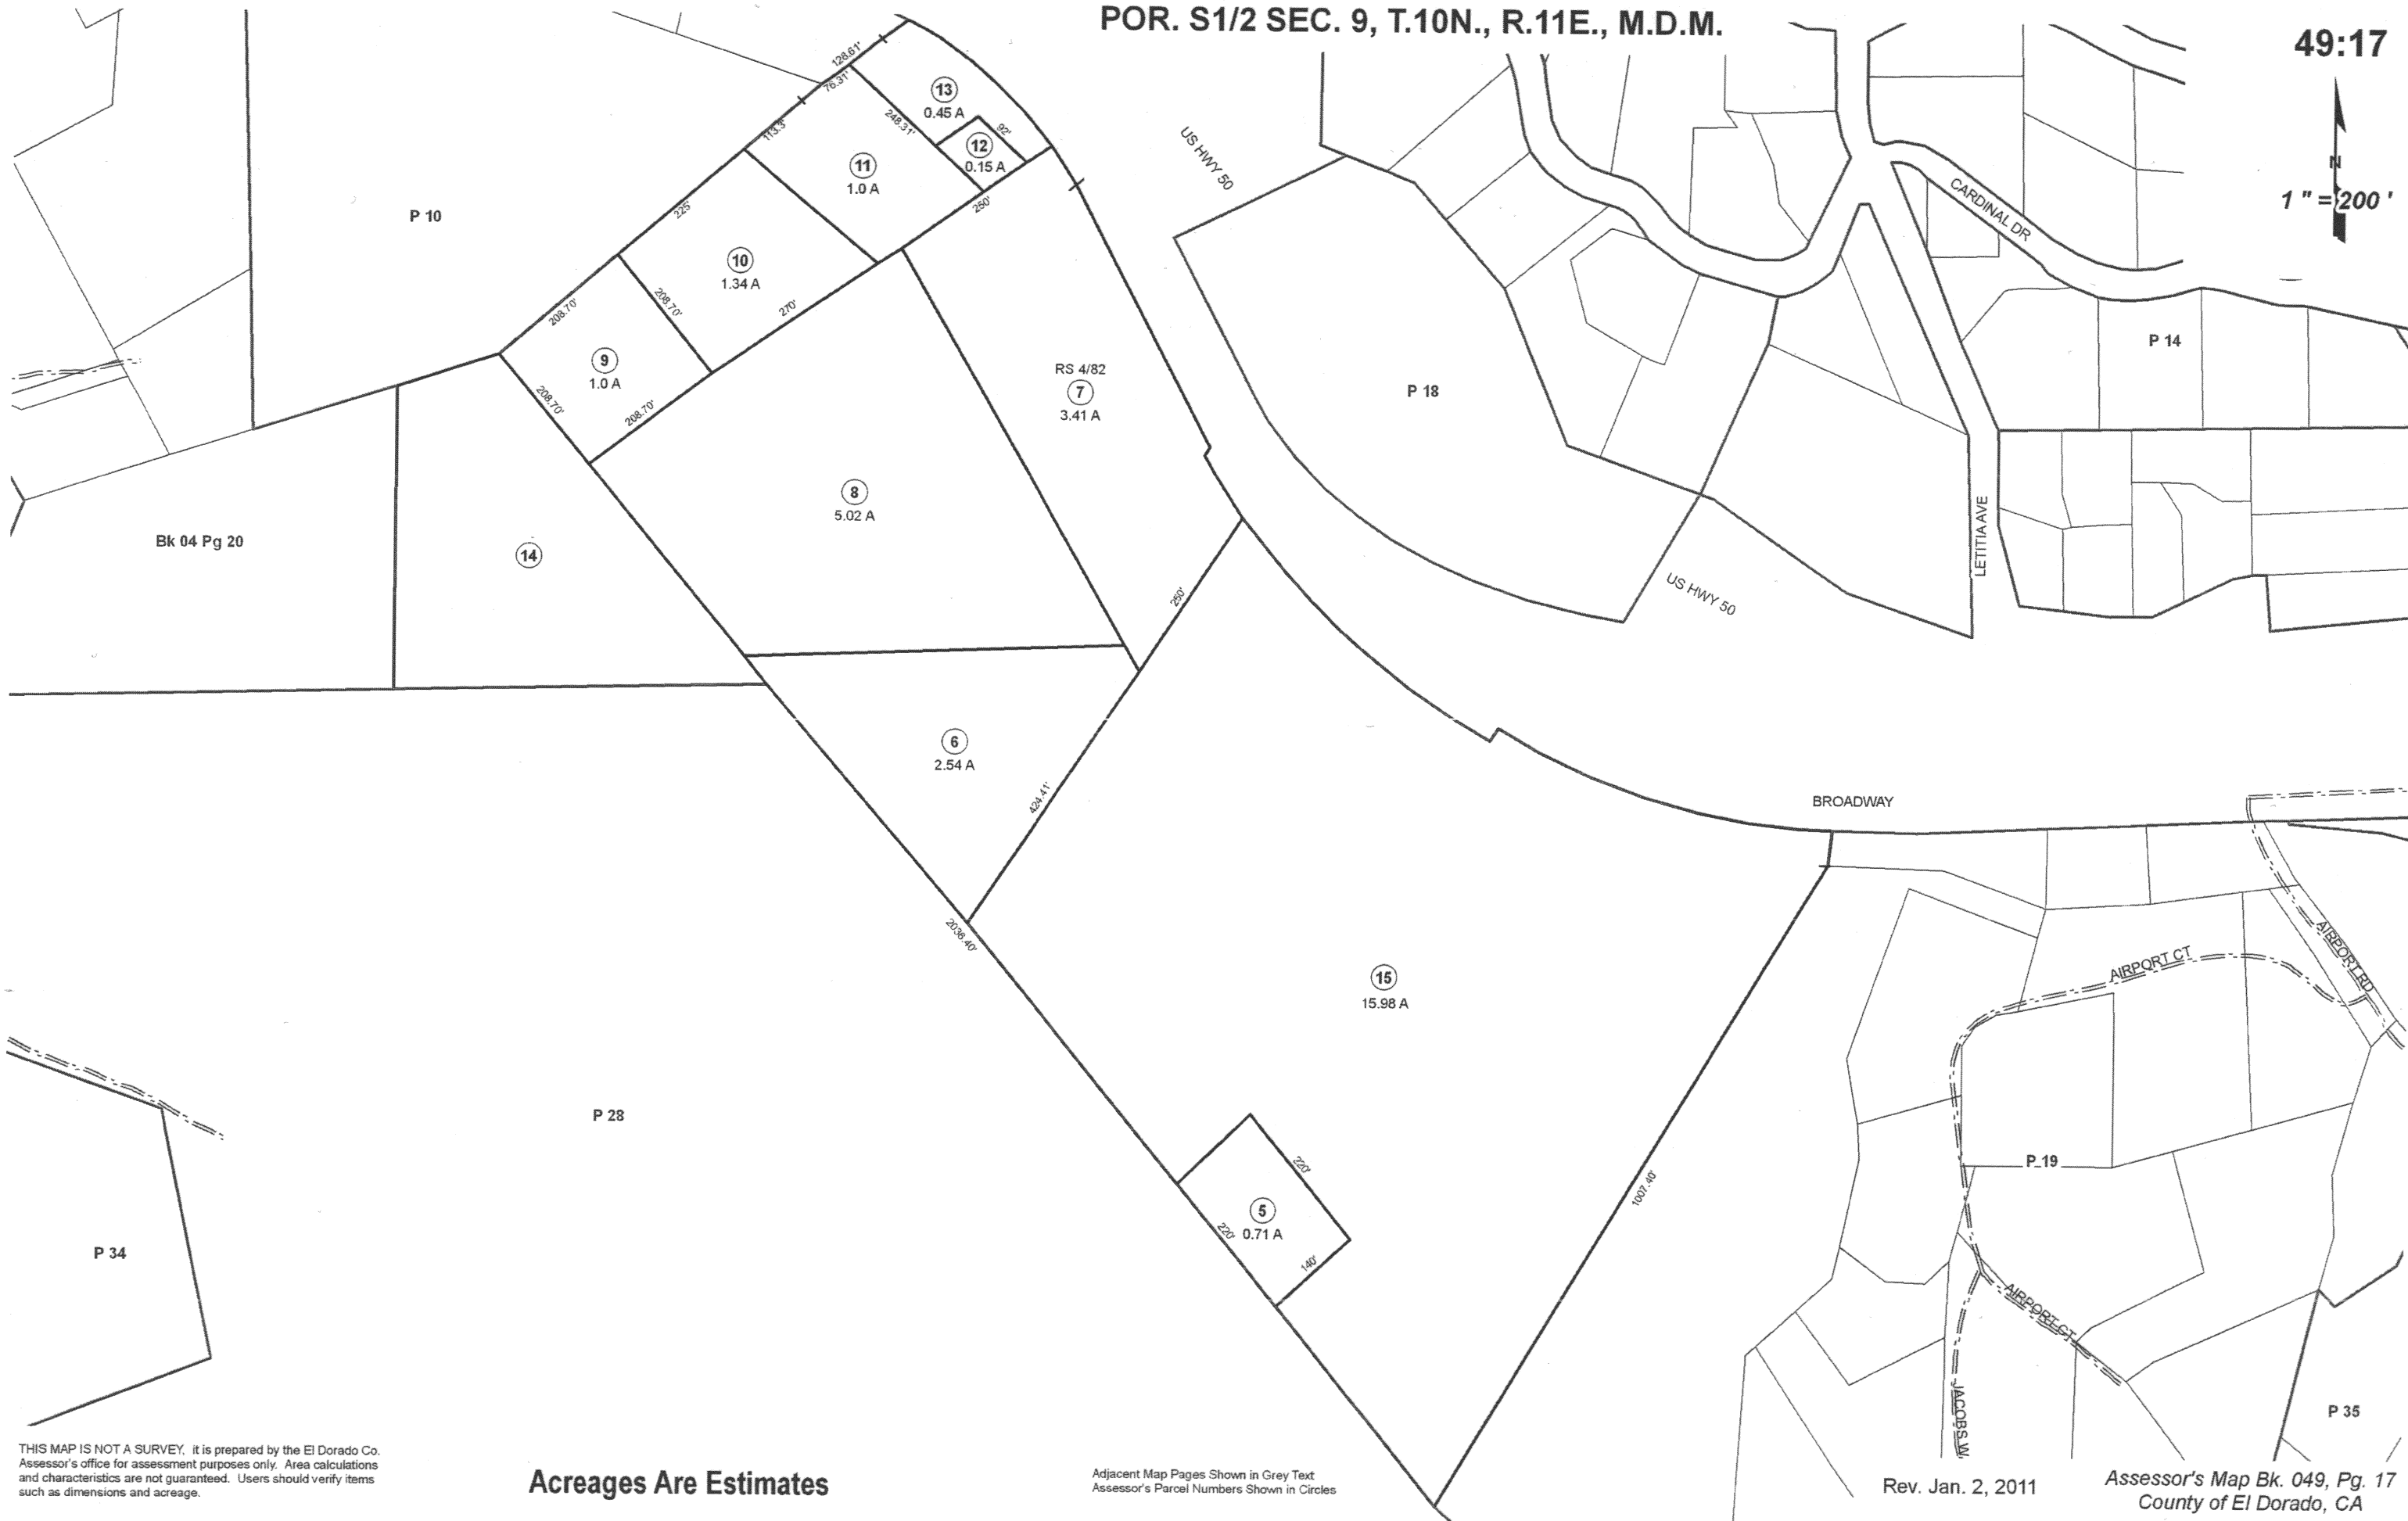 POR. S1/2 SEC. 9, T.10N., R.11E., M.D.M.
49:17
N
1 " = 200 '
128.61'
76.31'
113.3'
13
0.45 A
248.31'
92'
12
0.15 A
11
1.0 A
250'
US HWY 50
CARDINAL DR
P 10
225'
10
1.34 A
208.70'
208.70'
270'
9
1.0 A
208.70'
208.70'
RS 4/82
7
3.41 A
P 18
P 14
8
5.02 A
Bk 04 Pg 20
14
LETITIA AVE
US HWY 50
250'
6
2.54 A
424.41'
BROADWAY
2036.40'
15
15.98 A
AIRPORT CT
AIRPORT RD
P 28
220'
P 19
1007.40'
5
0.71 A
220'
140'
P 34
AIRPORT CT
JACOBS W
P 35
THIS MAP IS NOT A SURVEY, it is prepared by the El Dorado Co.
Assessor's office for assessment purposes only. Area calculations
and characteristics are not guaranteed. Users should verify items
such as dimensions and acreage.
Acreages Are Estimates
Adjacent Map Pages Shown in Grey Text
Assessor's Parcel Numbers Shown in Circles
Rev. Jan. 2, 2011
Assessor's Map Bk. 049, Pg. 17
County of El Dorado, CA